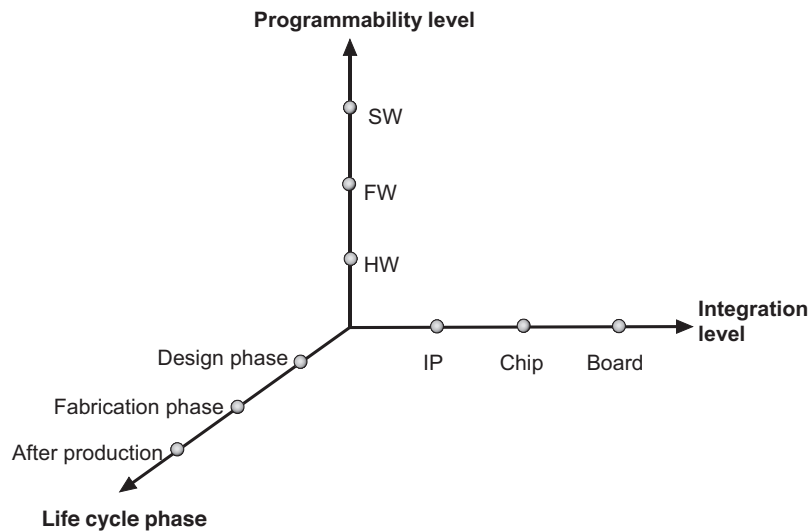 Programmability level
SW
FW
HW
Integration
level
IP Chip Board
Design phase
Fabrication phase
After production
Life cycle phase